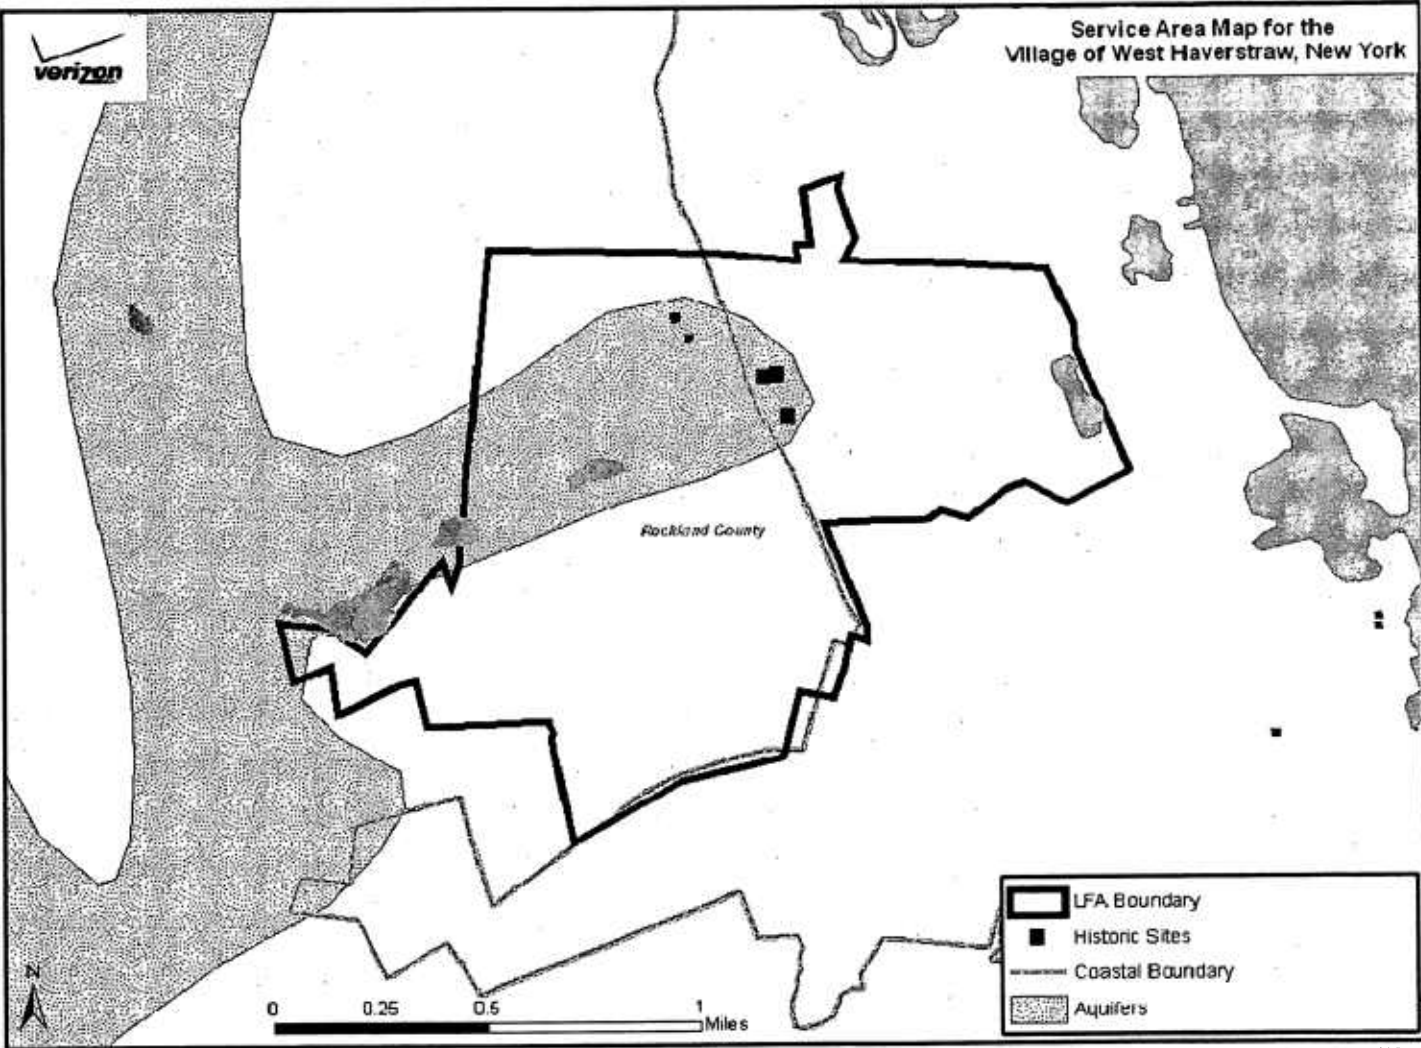 verizon
Service Area Map for the
Village of West Haverstraw, New York
Rockland County
LFA Boundary
Historic Sites
Coastal Boundary
Aquifers
N
0 0.25 0.5 1
Miles